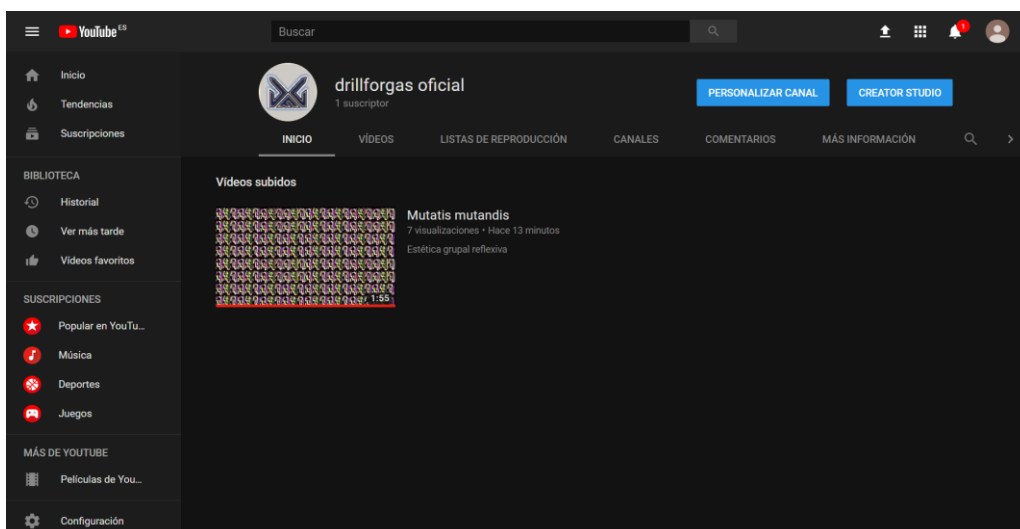 YouTube ES
Buscar
1
Inicio
Tendencias
Suscripciones
BIBLIOTECA
Historial
Ver más tarde
Vídeos favoritos
SUSCRIPCIONES
Popular en YouTu...
Música
Deportes
Juegos
MÁS DE YOUTUBE
Películas de You...
Configuración
drillforgas oficial
1 suscriptor
PERSONALIZAR CANAL
CREATOR STUDIO
INICIO VÍDEOS LISTAS DE REPRODUCCIÓN CANALES COMENTARIOS MÁS INFORMACIÓN
Vídeos subidos
1:55
Mutatis mutandis
7 visualizaciones • Hace 13 minutos
Estética grupal reflexiva